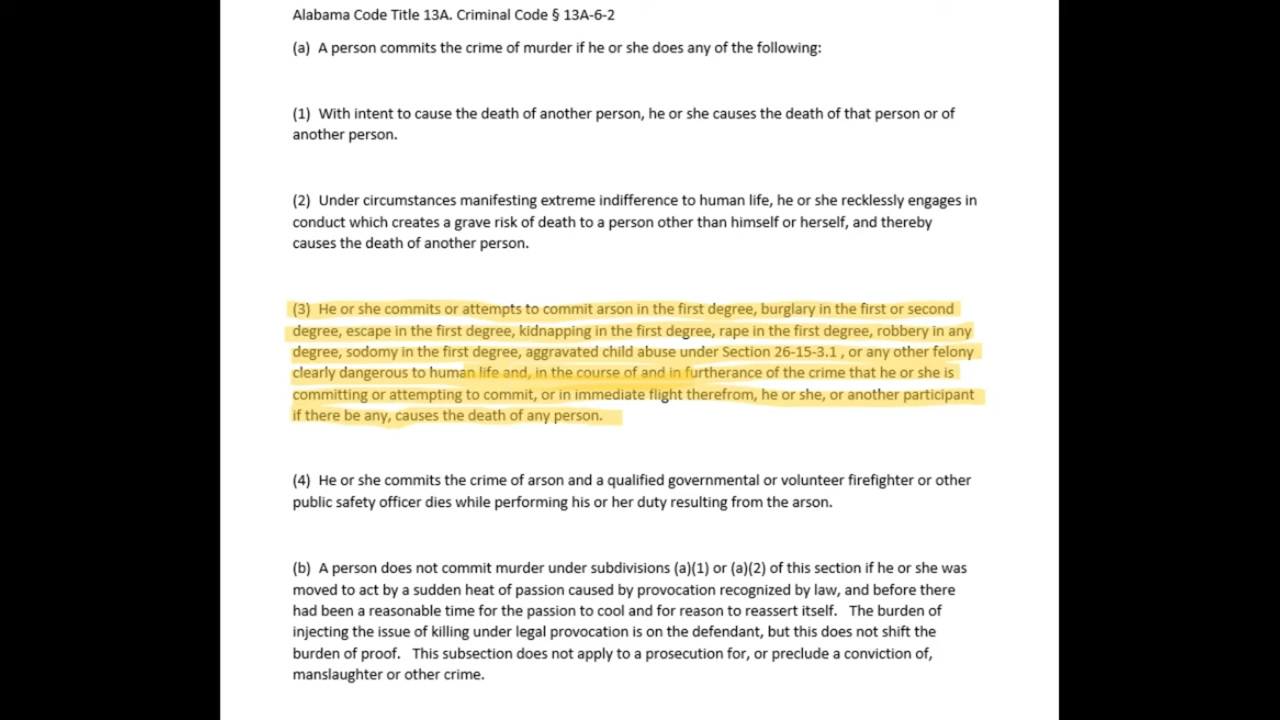 Alabama Code Title 13A. Criminal Code § 13A-6-2
(a)  A person commits the crime of murder if he or she does any of the following:
(1)  With intent to cause the death of another person, he or she causes the death of that person or of
another person.
(2)  Under circumstances manifesting extreme indifference to human life, he or she recklessly engages in
conduct which creates a grave risk of death to a person other than himself or herself, and thereby
causes the death of another person.
(3)  He or she commits or attempts to commit arson in the first degree, burglary in the first or second
degree, escape in the first degree, kidnapping in the first degree, rape in the first degree, robbery in any
degree, sodomy in the first degree, aggravated child abuse under Section 26-15-3.1 , or any other felony
clearly dangerous to human life and, in the course of and in furtherance of the crime that he or she is
committing or attempting to commit, or in immediate flight therefrom, he or she, or another participant
if there be any, causes the death of any person.
(4)  He or she commits the crime of arson and a qualified governmental or volunteer firefighter or other
public safety officer dies while performing his or her duty resulting from the arson.
(b)  A person does not commit murder under subdivisions (a)(1) or (a)(2) of this section if he or she was
moved to act by a sudden heat of passion caused by provocation recognized by law, and before there
had been a reasonable time for the passion to cool and for reason to reassert itself.   The burden of
injecting the issue of killing under legal provocation is on the defendant, but this does not shift the
burden of proof.   This subsection does not apply to a prosecution for, or preclude a conviction of,
manslaughter or other crime.